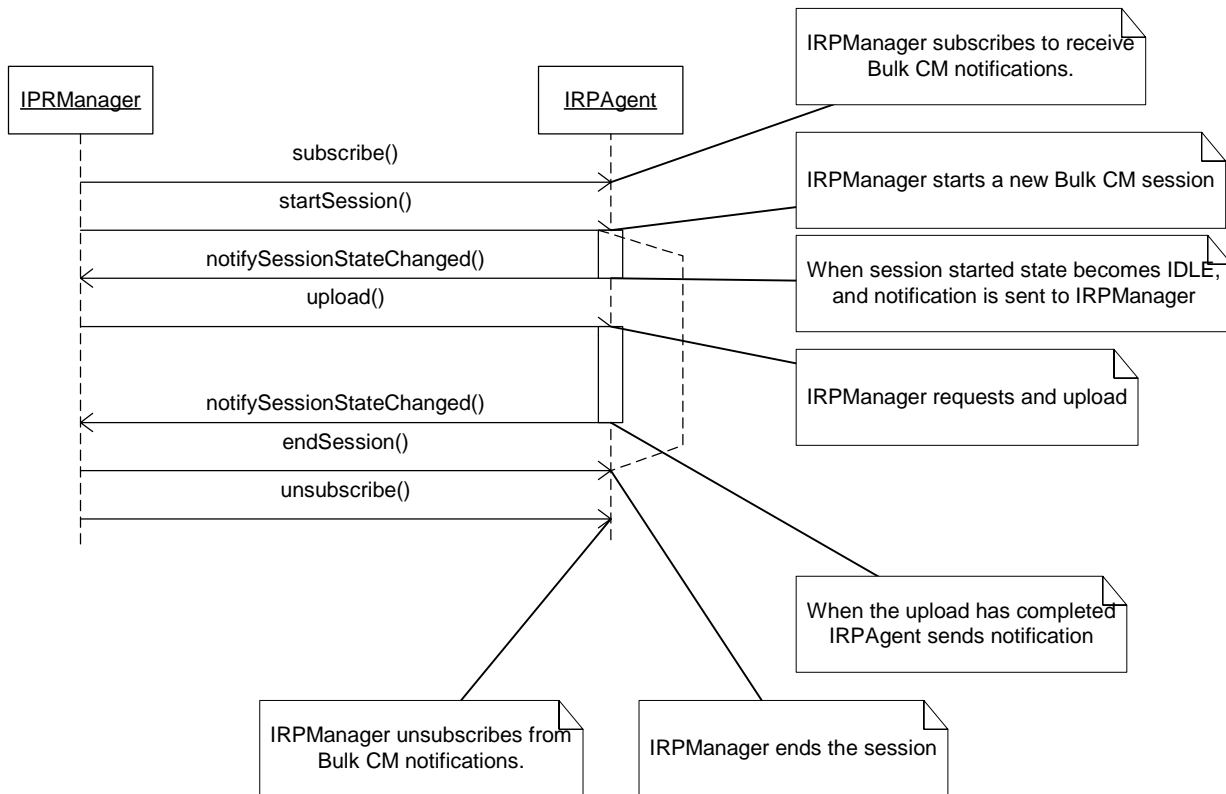 IRPManager subscribes to receive
Bulk CM notifications.
IPRManager
IRPAgent
subscribe()
IRPManager starts a new Bulk CM session
startSession()
notifySessionStateChanged()
When session started state becomes IDLE,
and notification is sent to IRPManager
upload()
IRPManager requests and upload
notifySessionStateChanged()
endSession()
unsubscribe()
When the upload has completed
IRPAgent sends notification
IRPManager unsubscribes from
Bulk CM notifications.
IRPManager ends the session